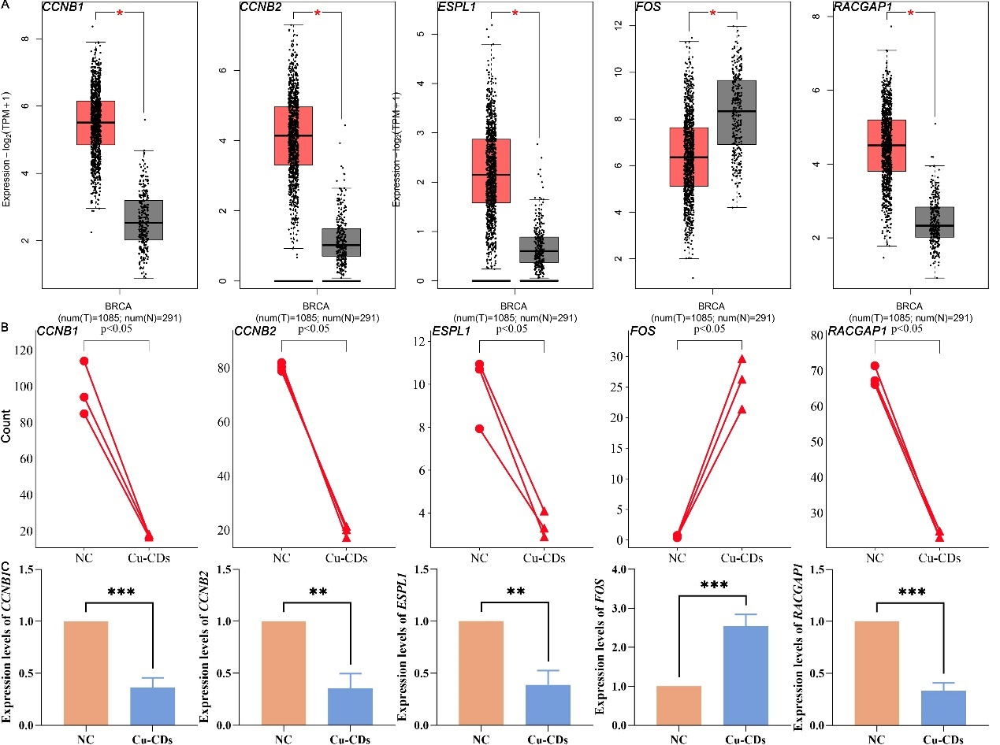 A
CCNB1
*
Expression – log2(TPM + 1)
8
6
4
2
BRCA
(num(T)=1085; num(N)=291)
CCNB2
*
6
4
2
0
BRCA
(num(T)=1085; num(N)=291)
ESPL1
*
Expression – log2(TPM + 1)
5
4
3
2
1
0
BRCA
(num(T)=1085; num(N)=291)
FOS
*
12
10
8
6
4
2
BRCA
(num(T)=1085; num(N)=291)
RACGAP1
*
8
6
4
2
BRCA
(num(T)=1085; num(N)=291)
B
CCNB1
p<0.05
Count
120
100
80
60
40
20
NC Cu-CDs
CCNB2
p<0.05
80
60
40
20
NC Cu-CDs
ESPL1
p<0.05
12
10
8
6
4
NC Cu-CDs
FOS
p<0.05
30
25
20
15
10
5
0
NC Cu-CDs
RACGAP1
p<0.05
80
70
60
50
40
30
NC Cu-CDs
C
Expression levels of CCNB1
1.5
1.0
0.5
0.0
***
NC Cu-CDs
Expression levels of CCNB2
1.5
1.0
0.5
0.0
**
NC Cu-CDs
Expression levels of ESPL1
1.5
1.0
0.5
0.0
**
NC Cu-CDs
Expression levels of FOS
4.0
3.0
2.0
1.0
0.0
***
NC Cu-CDs
Expression levels of RACGAP1
1.5
1.0
0.5
0.0
***
NC Cu-CDs